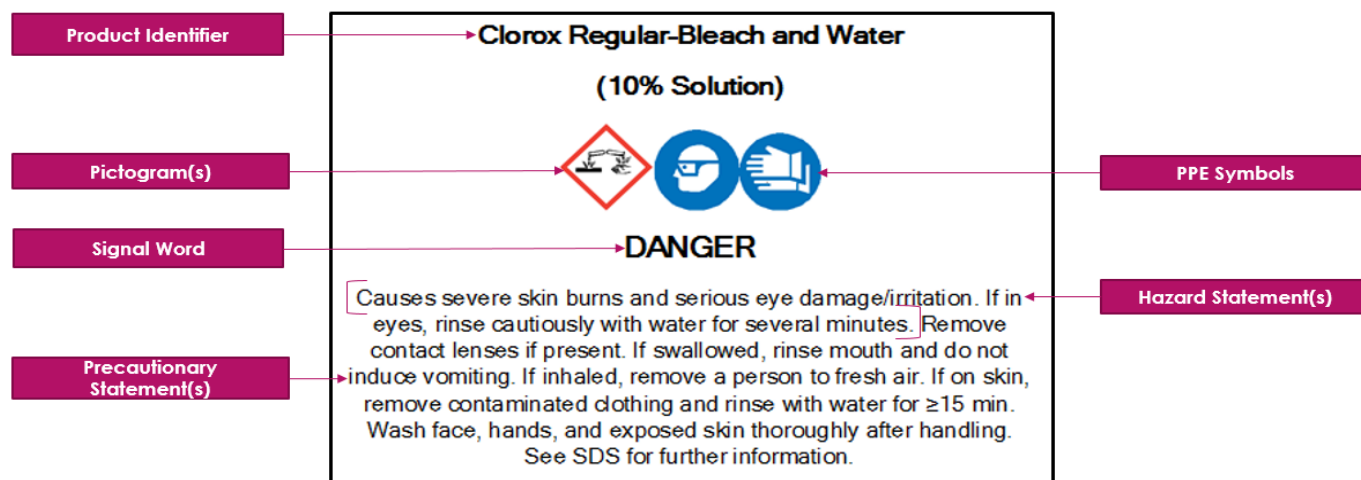 Product Identifier
Clorox Regular-Bleach and Water
(10% Solution)
Pictogram(s)
PPE Symbols
Signal Word
DANGER
Hazard Statement(s)
Causes severe skin burns and serious eye damage/irritation. If in
eyes, rinse cautiously with water for several minutes. Remove
contact lenses if present. If swallowed, rinse mouth and do not
Precautionary
Statement(s)
induce vomiting. If inhaled, remove a person to fresh air. If on skin,
remove contaminated clothing and rinse with water for ≥15 min.
Wash face, hands, and exposed skin thoroughly after handling.
See SDS for further information.